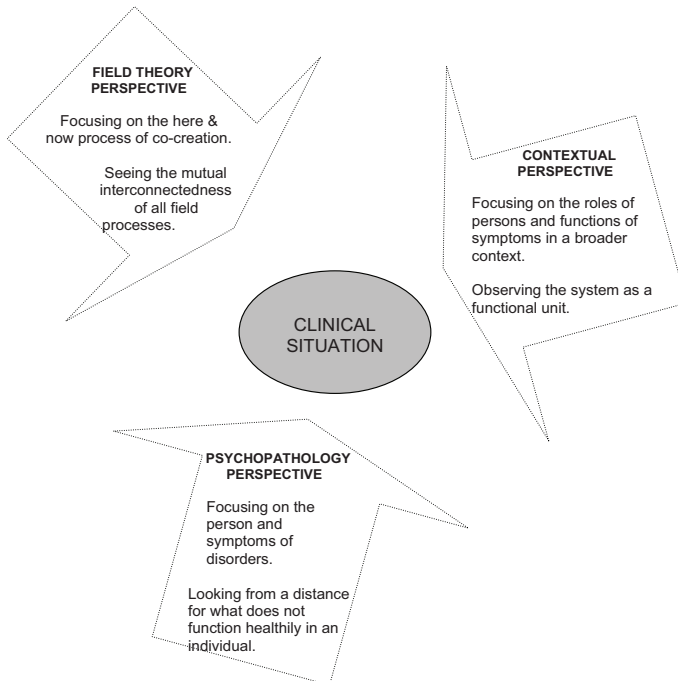 FIELD THEORY
PERSPECTIVE
Focusing on the here &
now process of co-creation.
Seeing the mutual
interconnectedness
of all field
processes.
CONTEXTUAL
PERSPECTIVE
Focusing on the roles of
persons and functions of
symptoms in a broader
context.
Observing the system as a
functional unit.
CLINICAL
SITUATION
PSYCHOPATHOLOGY
PERSPECTIVE
Focusing on the
person and
symptoms of
disorders.
Looking from a distance
for what does not
function healthily in an
individual.